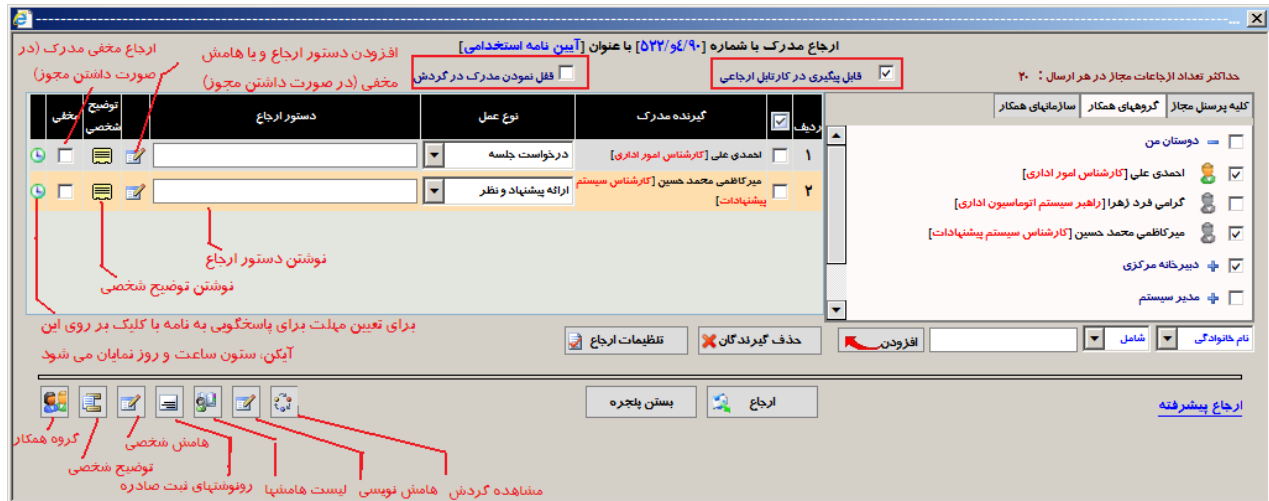 ارجاع مدرک با شماره [۵۲۲/و٤/۹۰] با عنوان [آیین نامه استخدامی]
حداکثر تعداد ارجاعات مجاز در هر ارسال : ۲۰
قابل پیگیری در کارتابل ارجاعی
قفل نمودن مدرک در گردش
افزودن دستور ارجاع و یا هامش
مخفی (در صورت داشتن مجوز)
ارجاع مخفی مدرک (در
صورت داشتن مجوز)
کلیه پرسنل مجاز گروههای همکار سازمانهای همکار
دوستان من
احمدی علی [کارشناس امور اداری]
گرامی فرد زهرا [راهبر سیستم اتوماسیون اداری]
میرکاظمی محمد حسین [کارشناس سیستم پیشنهادات]
دبیرخانه مرکزی
مدیر سیستم
نام خانوادگی شامل افزودن
ردیف گیرنده مدرک نوع عمل دستور ارجاع توضیح شخصی مخفی
۱ احمدی علی [کارشناس امور اداری] درخواست جلسه
۲ میرکاظمی محمد حسین [کارشناس سیستم
پیشنهادات] ارائه پیشنهاد و نظر
نوشتن دستور ارجاع
نوشتن توضیح شخصی
برای تعیین مهلت برای پاسخگویی به نامه با کلیک بر روی این
آیکن، ستون ساعت و روز نمایان می شود
حذف گیرندگان تنظیمات ارجاع
ارجاع پیشرفته
ارجاع بستن پنجره
گروه همکار
توضیح شخصی
هامش شخصی
رونوشتهای ثبت صادره
لیست هامشها
هامش نویسی
مشاهده گردش